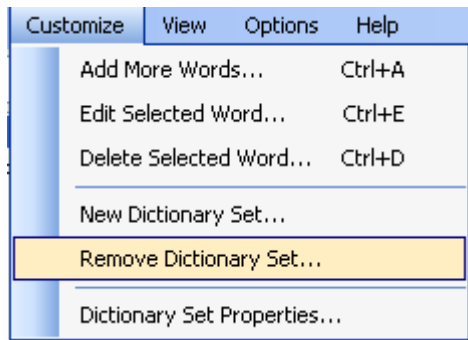 Customize View Options Help
Add More Words... Ctrl+A
Edit Selected Word... Ctrl+E
Delete Selected Word... Ctrl+D
New Dictionary Set...
Remove Dictionary Set...
Dictionary Set Properties...